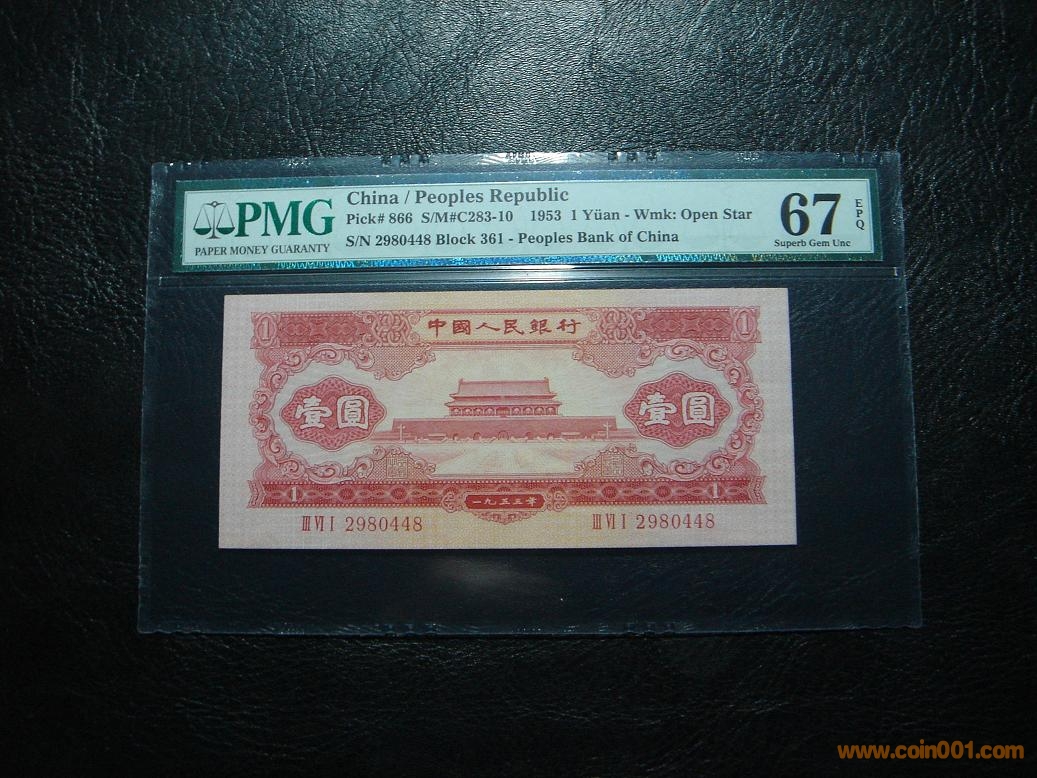 PMG
PAPER MONEY GUARANTY
China / Peoples Republic
Pick# 866 S/M#C283-10 1953 1 Yüan - Wmk: Open Star
S/N 2980448 Block 361 - Peoples Bank of China
67
EPQ
Superb Gem Unc
1 中國人民銀行 1
壹圓 壹圓
1 一九五三年 1
ⅢⅥⅠ 2980448 ⅢⅥⅠ 2980448
www.coin001.com